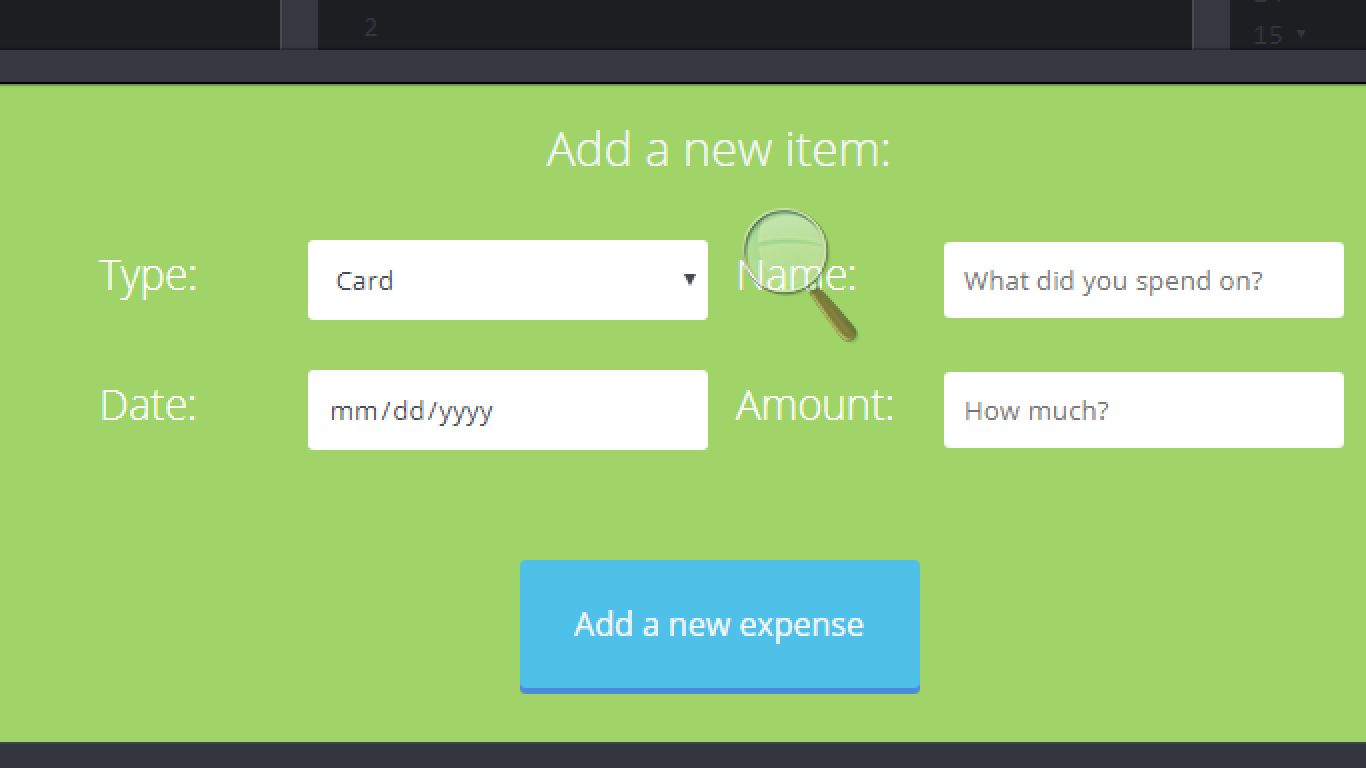 2
15
Add a new item:
Type: Card Name: What did you spend on?
Date: mm/dd/yyyy Amount: How much?
Add a new expense